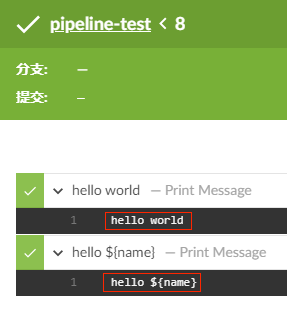 pipeline-test < 8
分支: —
提交: –
hello world — Print Message
1 hello world
hello ${name} — Print Message
1 hello ${name}